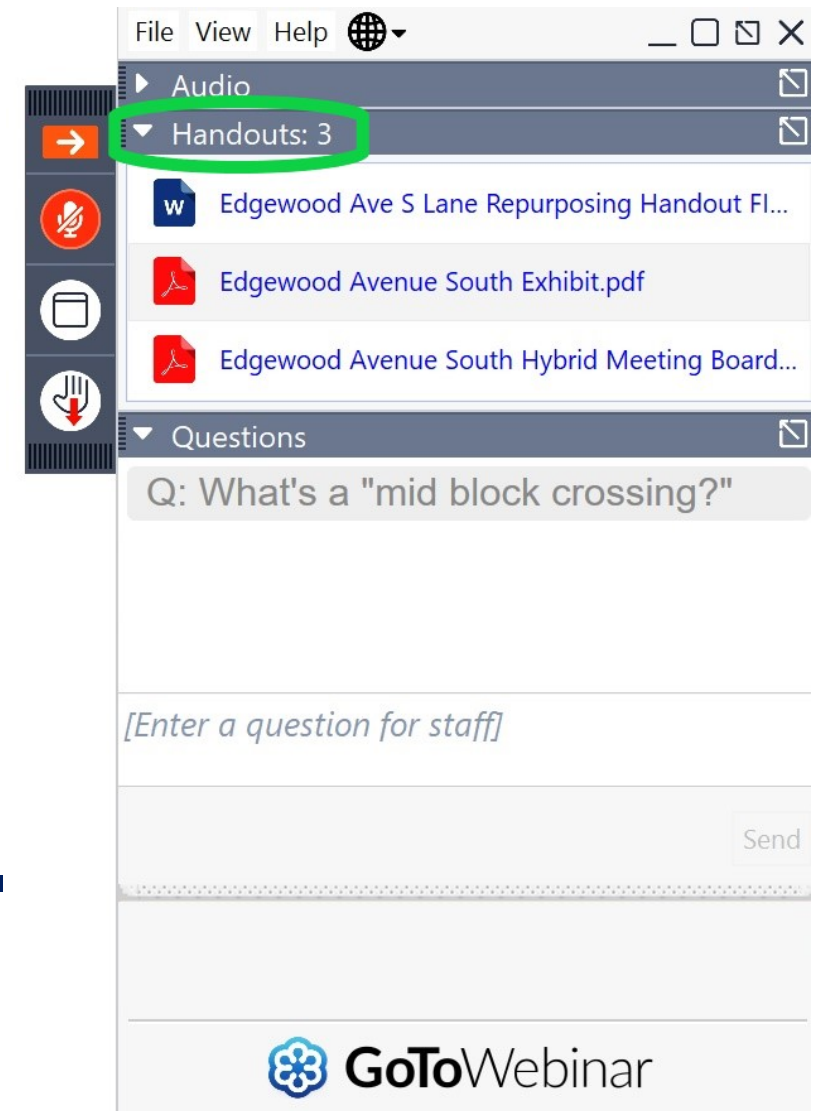 File View Help
Audio
Handouts: 3
W Edgewood Ave S Lane Repurposing Handout FI...
Edgewood Avenue South Exhibit.pdf
Edgewood Avenue South Hybrid Meeting Board...
Questions
Q: What's a "mid block crossing?"
[Enter a question for staff]
Send
GoToWebinar